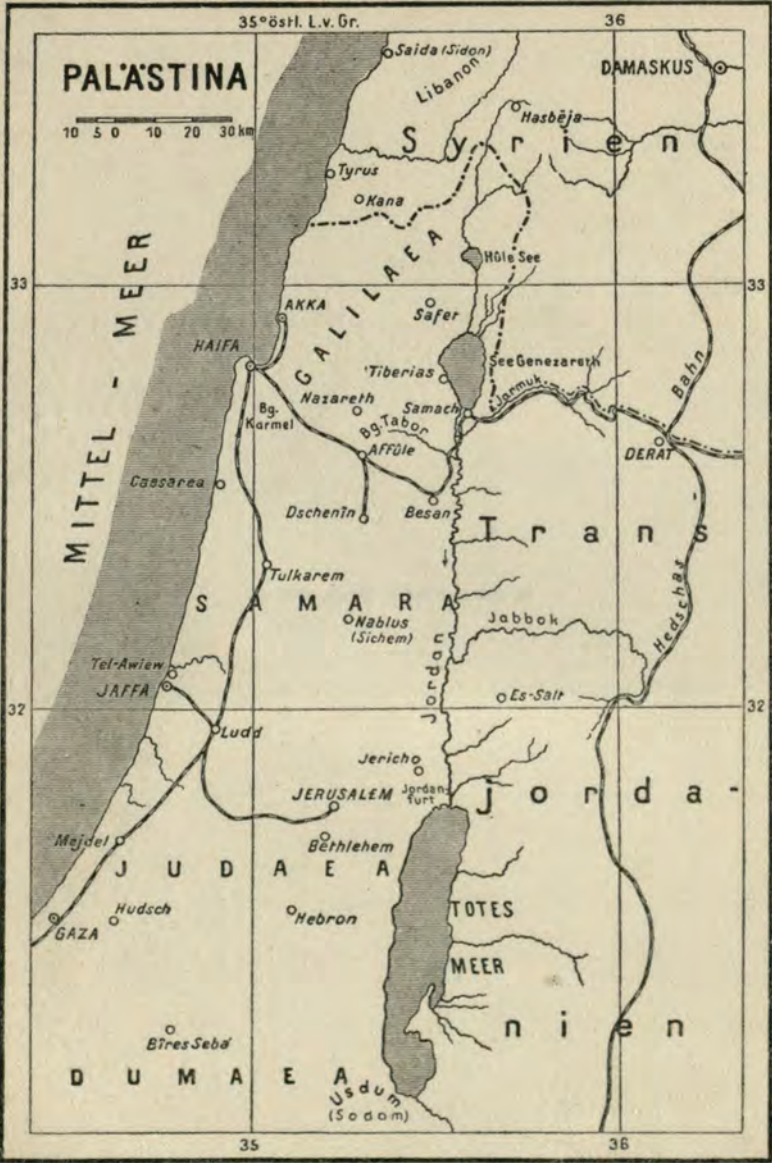 35° östl. L.v.Gr. 36
PALÄSTINA
10 5 0 10 20 30 km
Saida (Sidon)
Libanon
DAMASKUS
Hasbēja
Syrien
Tyrus
Kana
MITTEL-MEER
GALILAEA
Hûle See
33 33
AKKA
Safer
HAIFA
See Genezareth
Tiberias
Bahn
Nazareth
Samach
Jarmuk
Bg. Karmel
Bg. Tabor
Affûle
DERAT
Caesarea
Dschenîn
Besan
Trans
Tulkarem
SAMARA
Nablus
(Sichem)
Jabbok
Hedschas
Jordan
Tel-Awiew
JAFFA
Es-Salt
32
Ludd
Jericho
JERUSALEM
Jordan-
furt
jorda-
Mejdel
Bethlehem
JUDAEA
Hudsch
Hebron
TOTES
GAZA
MEER
nien
Bîres Seba'
DUMAEA
Usdum
(Sodom)
35 36